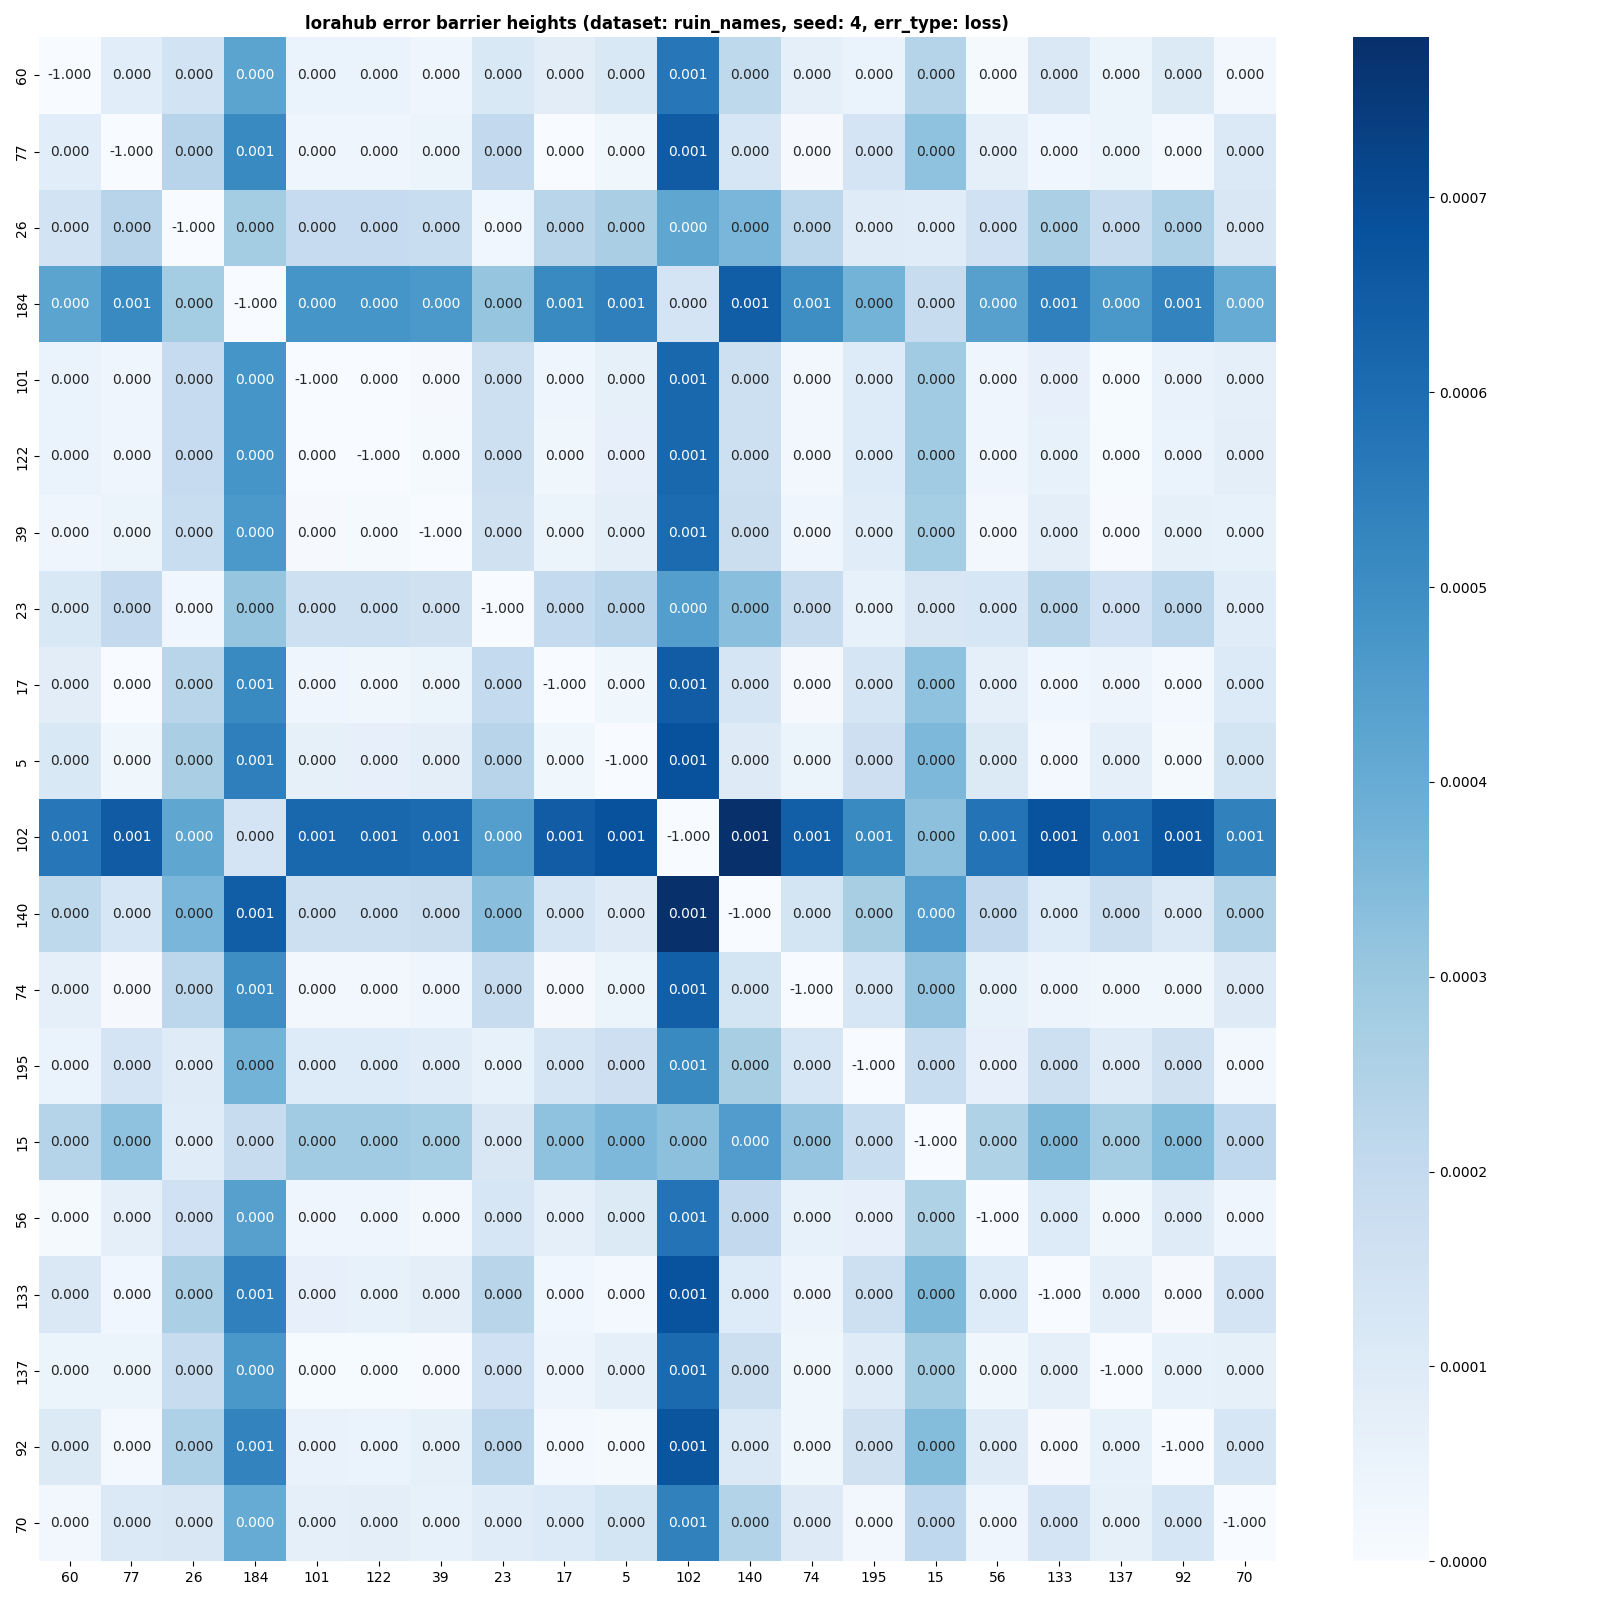 lorahub error barrier heights (dataset: ruin_names, seed: 4, err_type: loss)
60 -1.000 0.000 0.000 0.000 0.000 0.000 0.000 0.000 0.000 0.000 0.001 0.000 0.000 0.000 0.000 0.000 0.000 0.000 0.000 0.000
77 0.000 -1.000 0.000 0.001 0.000 0.000 0.000 0.000 0.000 0.000 0.001 0.000 0.000 0.000 0.000 0.000 0.000 0.000 0.000 0.000
26 0.000 0.000 -1.000 0.000 0.000 0.000 0.000 0.000 0.000 0.000 0.000 0.000 0.000 0.000 0.000 0.000 0.000 0.000 0.000 0.000
184 0.000 0.001 0.000 -1.000 0.000 0.000 0.000 0.000 0.001 0.001 0.000 0.001 0.001 0.000 0.000 0.000 0.001 0.000 0.001 0.000
101 0.000 0.000 0.000 0.000 -1.000 0.000 0.000 0.000 0.000 0.000 0.001 0.000 0.000 0.000 0.000 0.000 0.000 0.000 0.000 0.000
122 0.000 0.000 0.000 0.000 0.000 -1.000 0.000 0.000 0.000 0.000 0.001 0.000 0.000 0.000 0.000 0.000 0.000 0.000 0.000 0.000
39 0.000 0.000 0.000 0.000 0.000 0.000 -1.000 0.000 0.000 0.000 0.001 0.000 0.000 0.000 0.000 0.000 0.000 0.000 0.000 0.000
23 0.000 0.000 0.000 0.000 0.000 0.000 0.000 -1.000 0.000 0.000 0.000 0.000 0.000 0.000 0.000 0.000 0.000 0.000 0.000 0.000
17 0.000 0.000 0.000 0.001 0.000 0.000 0.000 0.000 -1.000 0.000 0.001 0.000 0.000 0.000 0.000 0.000 0.000 0.000 0.000 0.000
5 0.000 0.000 0.000 0.001 0.000 0.000 0.000 0.000 0.000 -1.000 0.001 0.000 0.000 0.000 0.000 0.000 0.000 0.000 0.000 0.000
102 0.001 0.001 0.000 0.000 0.001 0.001 0.001 0.000 0.001 0.001 -1.000 0.001 0.001 0.001 0.000 0.001 0.001 0.001 0.001 0.001
140 0.000 0.000 0.000 0.001 0.000 0.000 0.000 0.000 0.000 0.000 0.001 -1.000 0.000 0.000 0.000 0.000 0.000 0.000 0.000 0.000
74 0.000 0.000 0.000 0.001 0.000 0.000 0.000 0.000 0.000 0.000 0.001 0.000 -1.000 0.000 0.000 0.000 0.000 0.000 0.000 0.000
195 0.000 0.000 0.000 0.000 0.000 0.000 0.000 0.000 0.000 0.000 0.001 0.000 0.000 -1.000 0.000 0.000 0.000 0.000 0.000 0.000
15 0.000 0.000 0.000 0.000 0.000 0.000 0.000 0.000 0.000 0.000 0.000 0.000 0.000 0.000 -1.000 0.000 0.000 0.000 0.000 0.000
56 0.000 0.000 0.000 0.000 0.000 0.000 0.000 0.000 0.000 0.000 0.001 0.000 0.000 0.000 0.000 -1.000 0.000 0.000 0.000 0.000
133 0.000 0.000 0.000 0.001 0.000 0.000 0.000 0.000 0.000 0.000 0.001 0.000 0.000 0.000 0.000 0.000 -1.000 0.000 0.000 0.000
137 0.000 0.000 0.000 0.000 0.000 0.000 0.000 0.000 0.000 0.000 0.001 0.000 0.000 0.000 0.000 0.000 0.000 -1.000 0.000 0.000
92 0.000 0.000 0.000 0.001 0.000 0.000 0.000 0.000 0.000 0.000 0.001 0.000 0.000 0.000 0.000 0.000 0.000 0.000 -1.000 0.000
70 0.000 0.000 0.000 0.000 0.000 0.000 0.000 0.000 0.000 0.000 0.001 0.000 0.000 0.000 0.000 0.000 0.000 0.000 0.000 -1.000
60 77 26 184 101 122 39 23 17 5 102 140 74 195 15 56 133 137 92 70
0.0007
0.0006
0.0005
0.0004
0.0003
0.0002
0.0001
0.0000